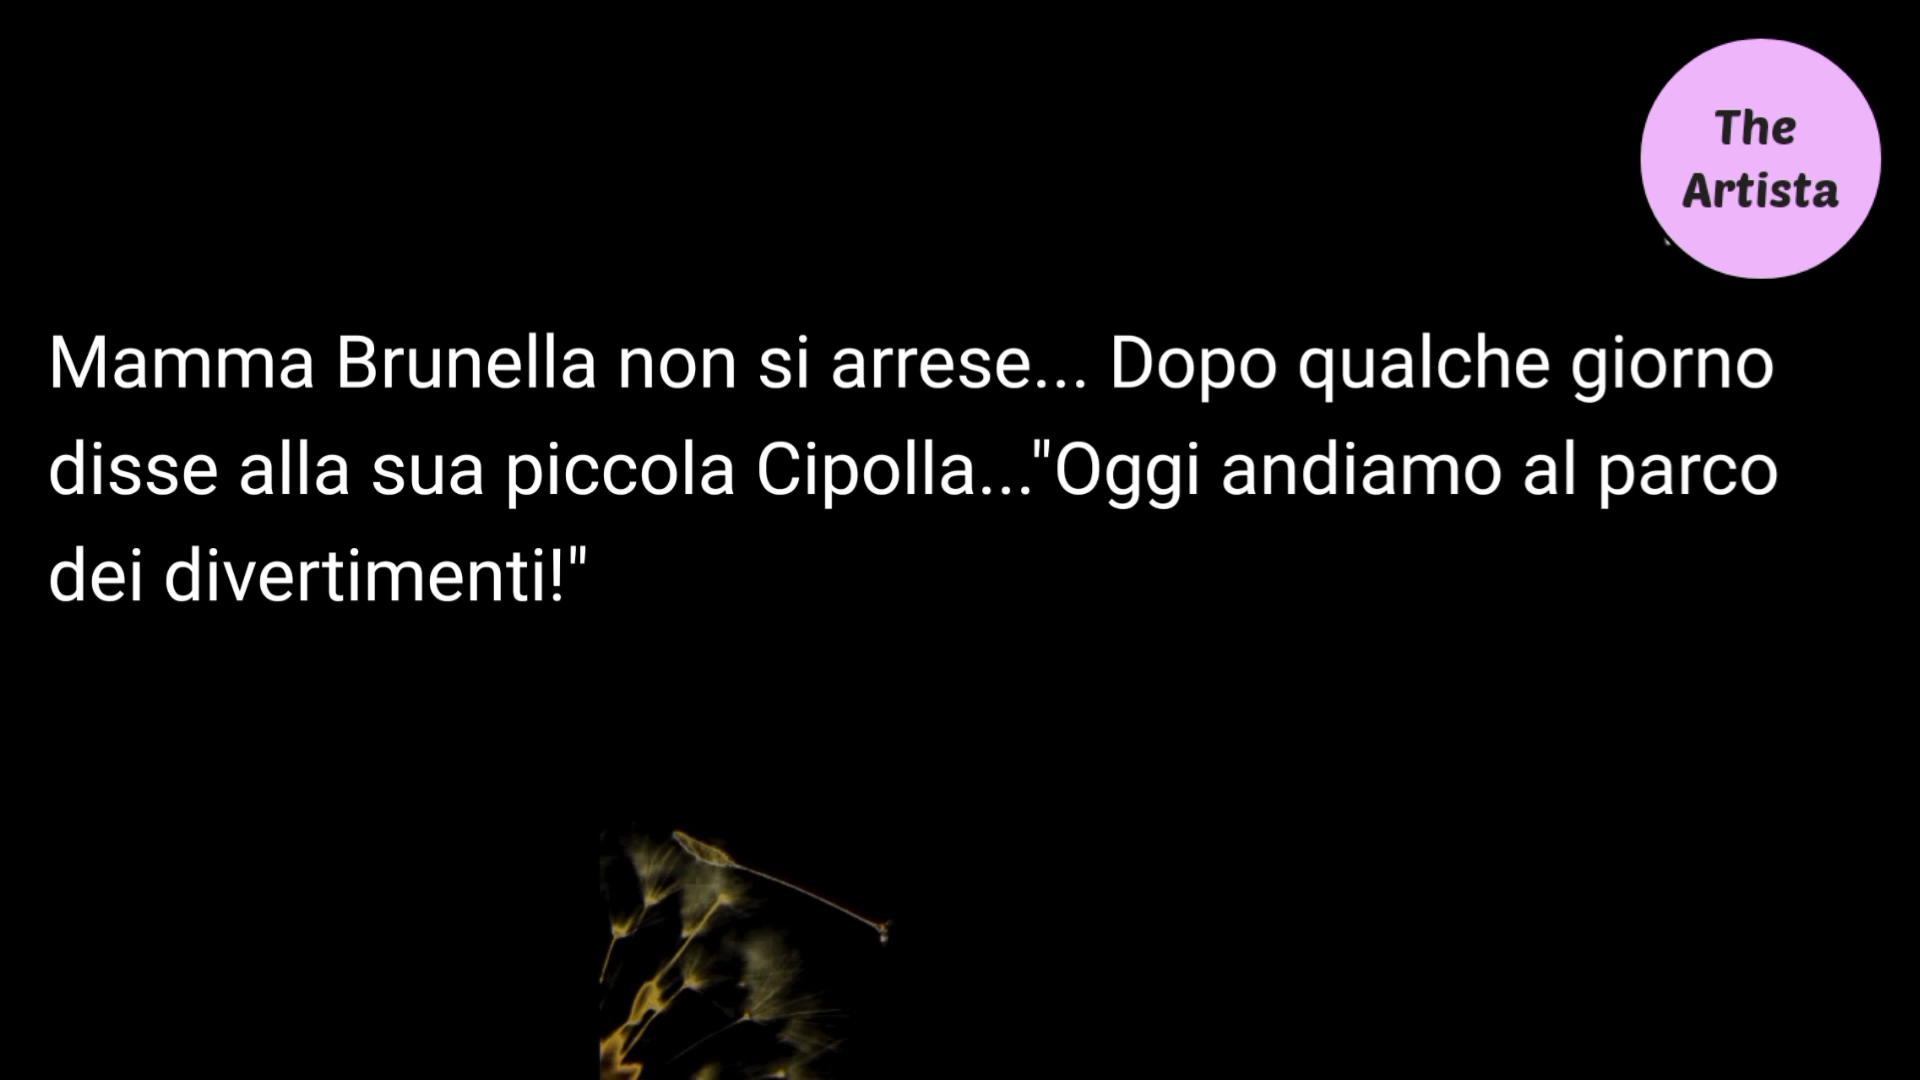 The
Artista
Mamma Brunella non si arrese... Dopo qualche giorno
disse alla sua piccola Cipolla..."Oggi andiamo al parco
dei divertimenti!"